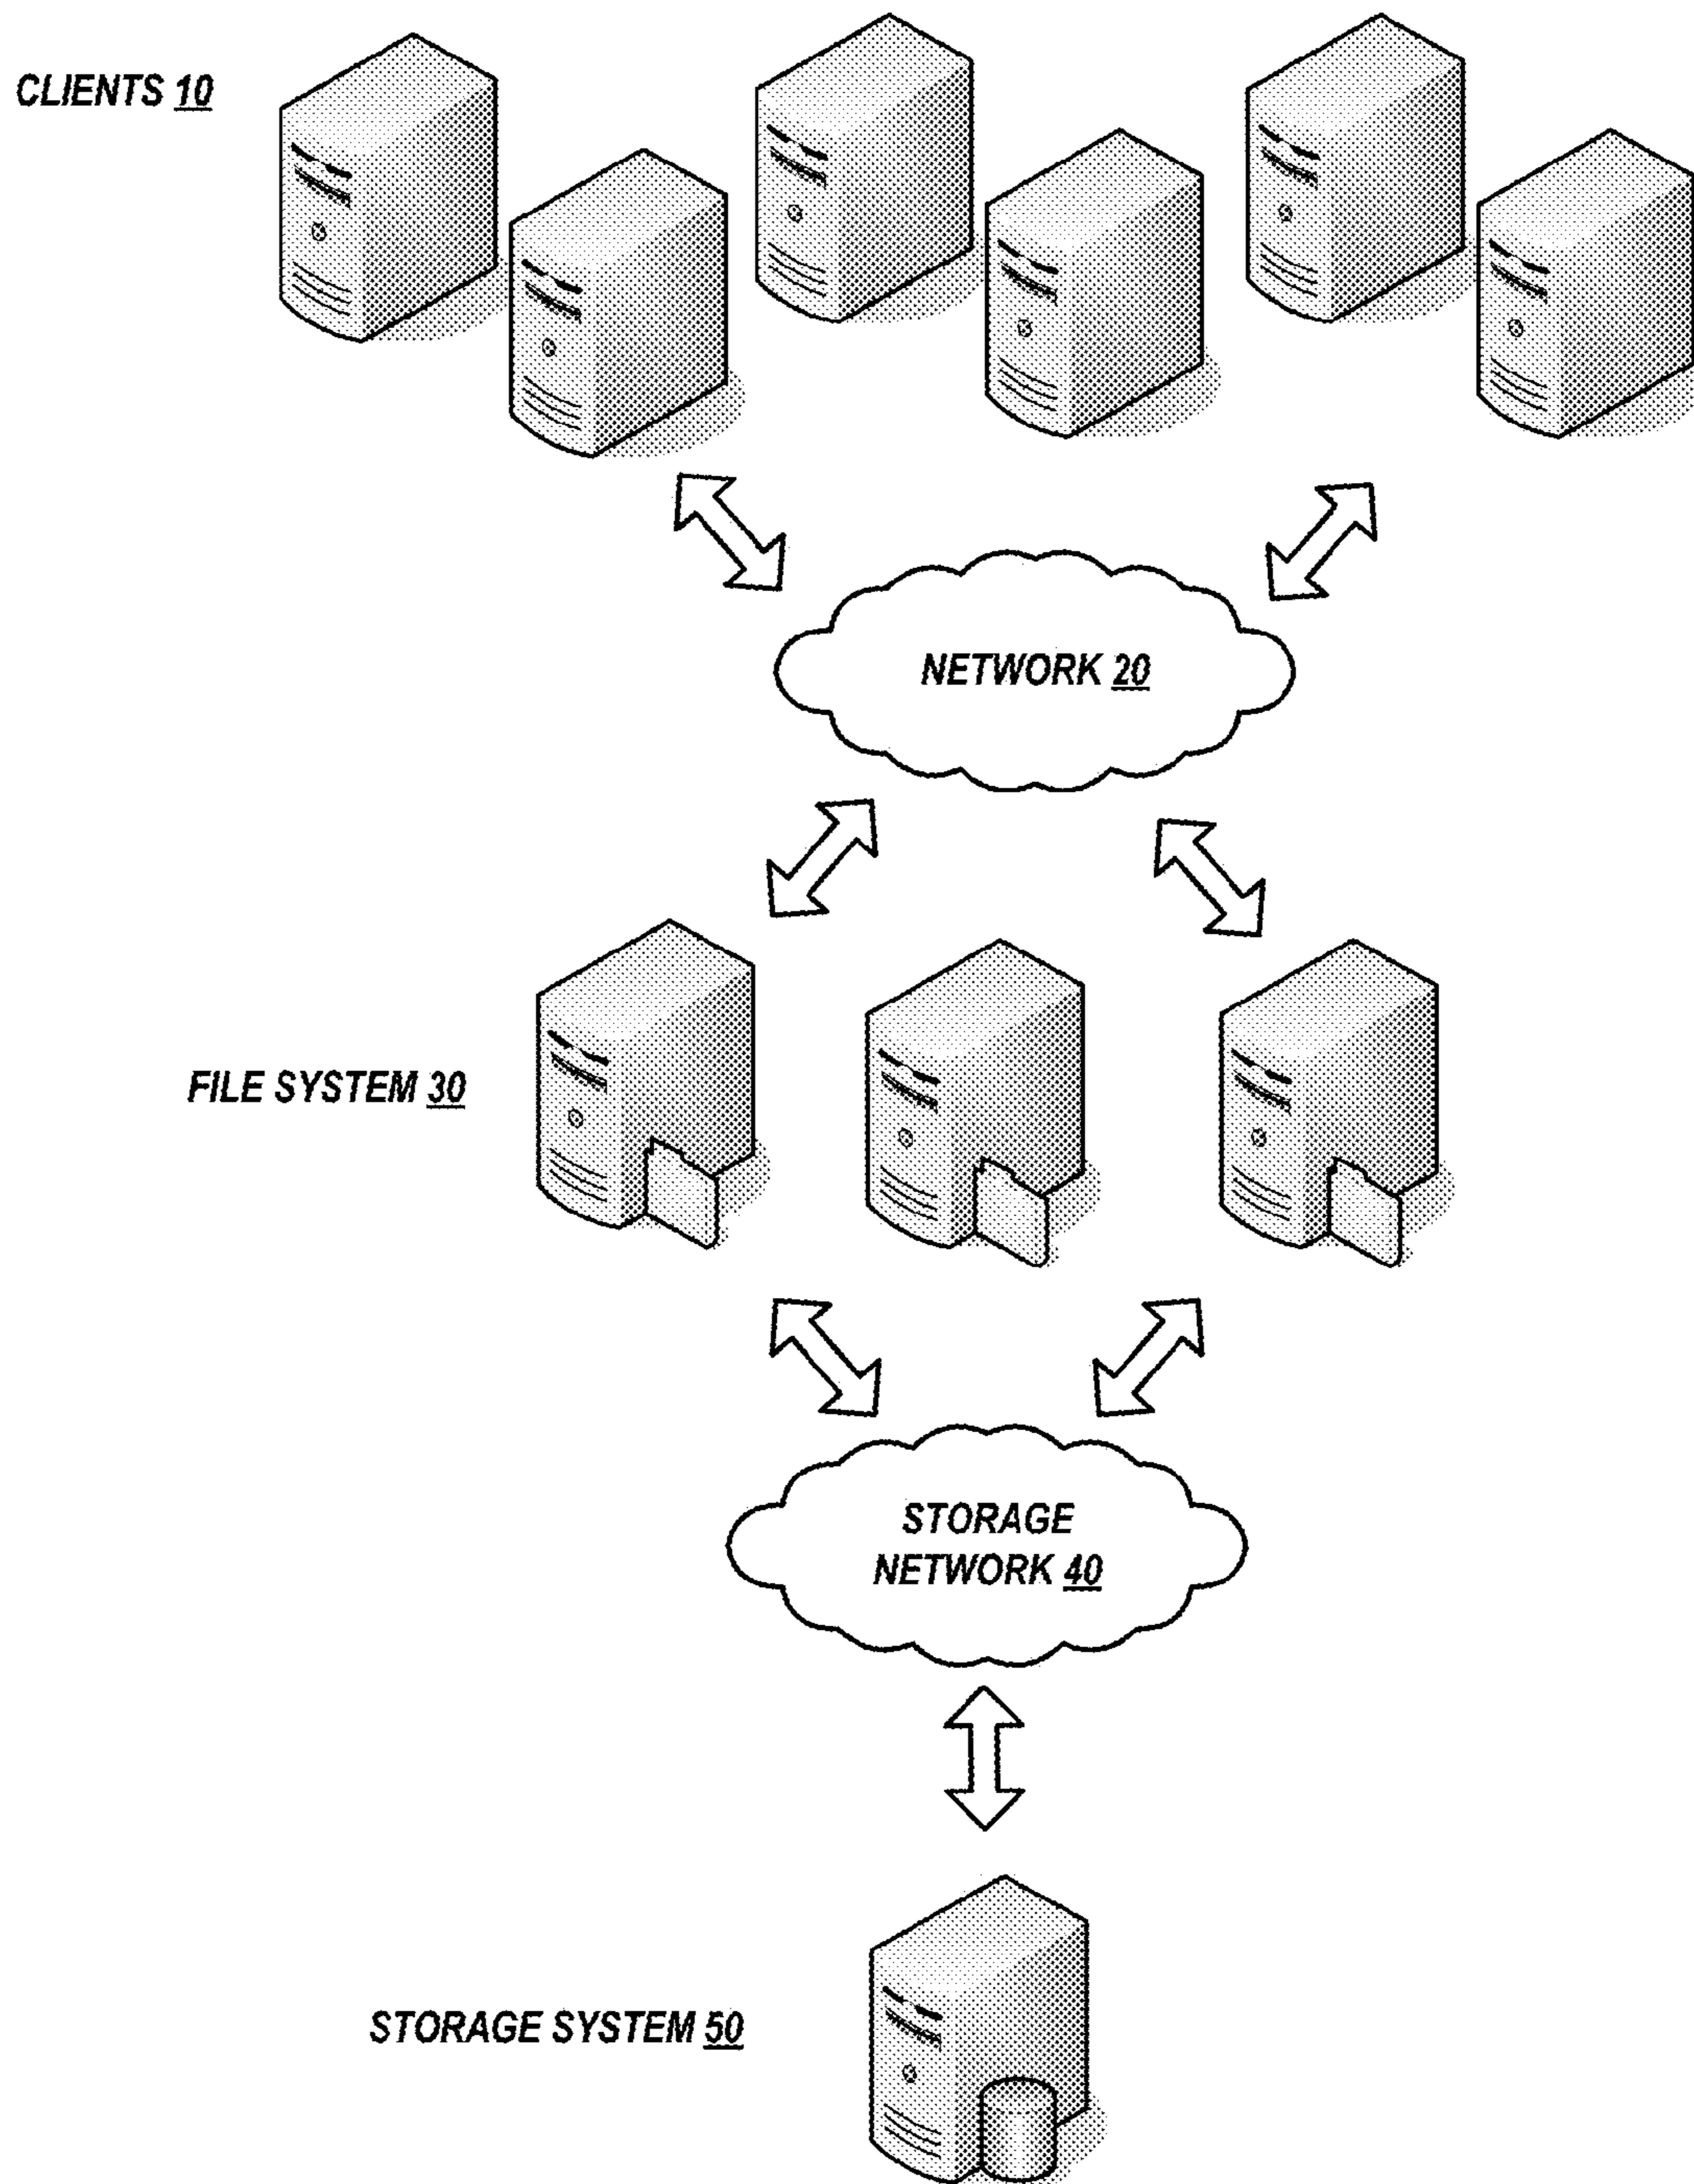 CLIENTS 10
NETWORK 20
FILE SYSTEM 30
STORAGE
NETWORK 40
STORAGE SYSTEM 50